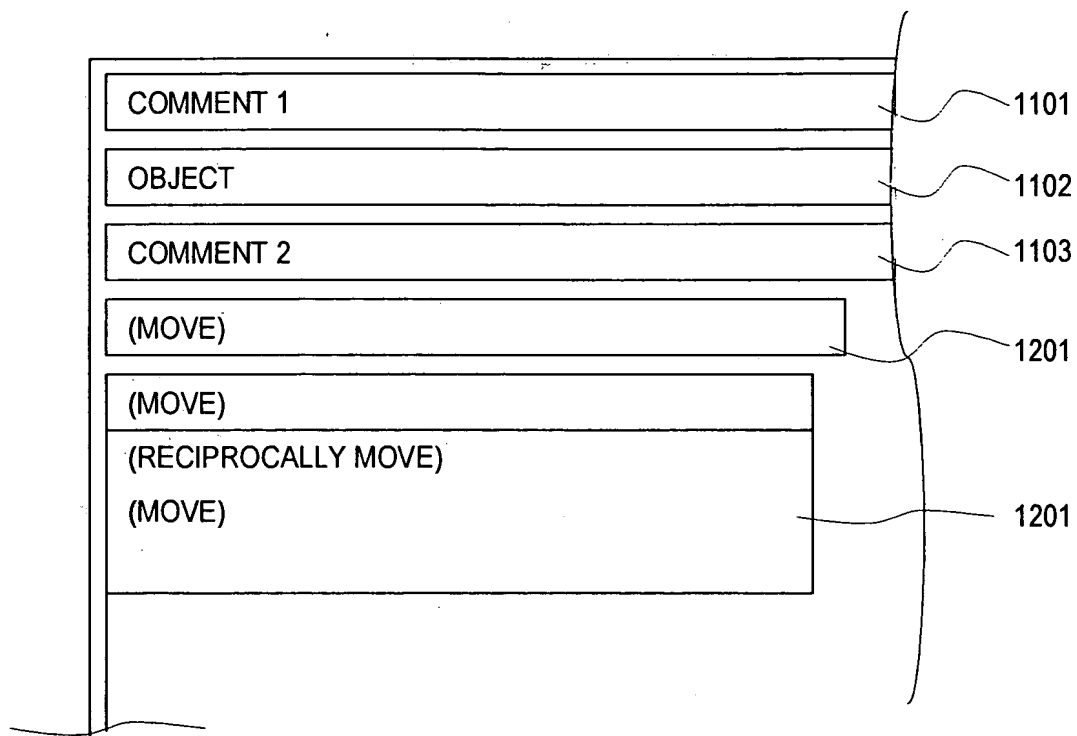 COMMENT 1
1101
OBJECT
1102
COMMENT 2
1103
(MOVE)
1201
(MOVE)
(RECIPROCALLY MOVE)
(MOVE)
1201